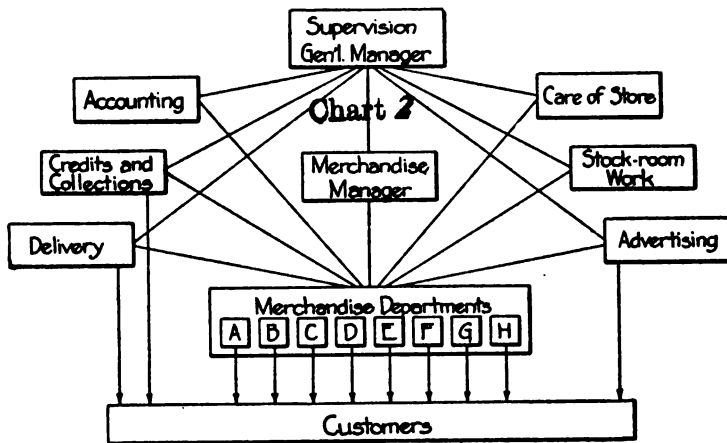 Supervision
Gen'l. Manager
Accounting
Care of Store
Chart 2
Credits and
Collections
Merchandise
Manager
Stock-room
Work
Delivery
Advertising
Merchandise Departments
A B C D E F G H
Customers